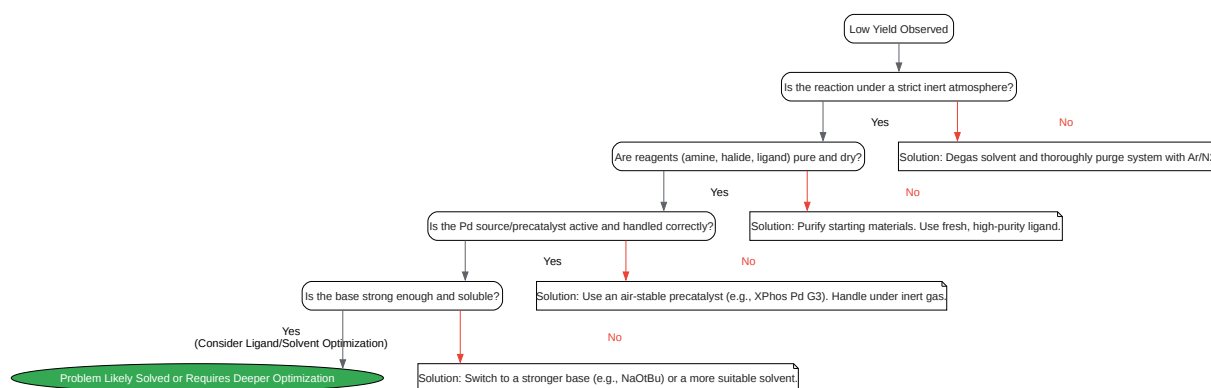 Low Yield Observed
Is the reaction under a strict inert atmosphere?
Yes
No
Are reagents (amine, halide, ligand) pure and dry?
Solution: Degas solvent and thoroughly purge system with Ar/N
Yes
No
Is the Pd source/precatalyst active and handled correctly?
Solution: Purify starting materials. Use fresh, high-purity ligand.
Yes
No
Is the base strong enough and soluble?
Solution: Use an air-stable precatalyst (e.g., XPhos Pd G3). Handle under inert gas.
Yes
(Consider Ligand/Solvent Optimization)
No
Problem Likely Solved or Requires Deeper Optimization
Solution: Switch to a stronger base (e.g., NaOtBu) or a more suitable solvent.